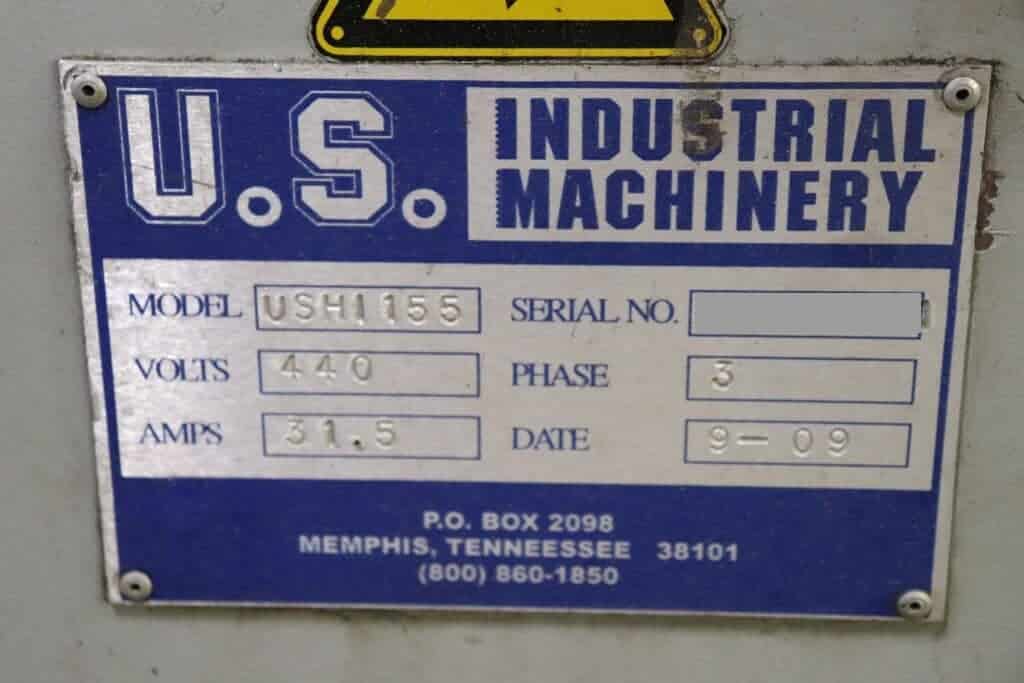 U.S. INDUSTRIAL
MACHINERY
MODEL USH1155 SERIAL NO.
VOLTS 440 PHASE 3
AMPS 31.5 DATE 9-09
P.O. BOX 2098
MEMPHIS, TENNEESSEE 38101
(800) 860-1850